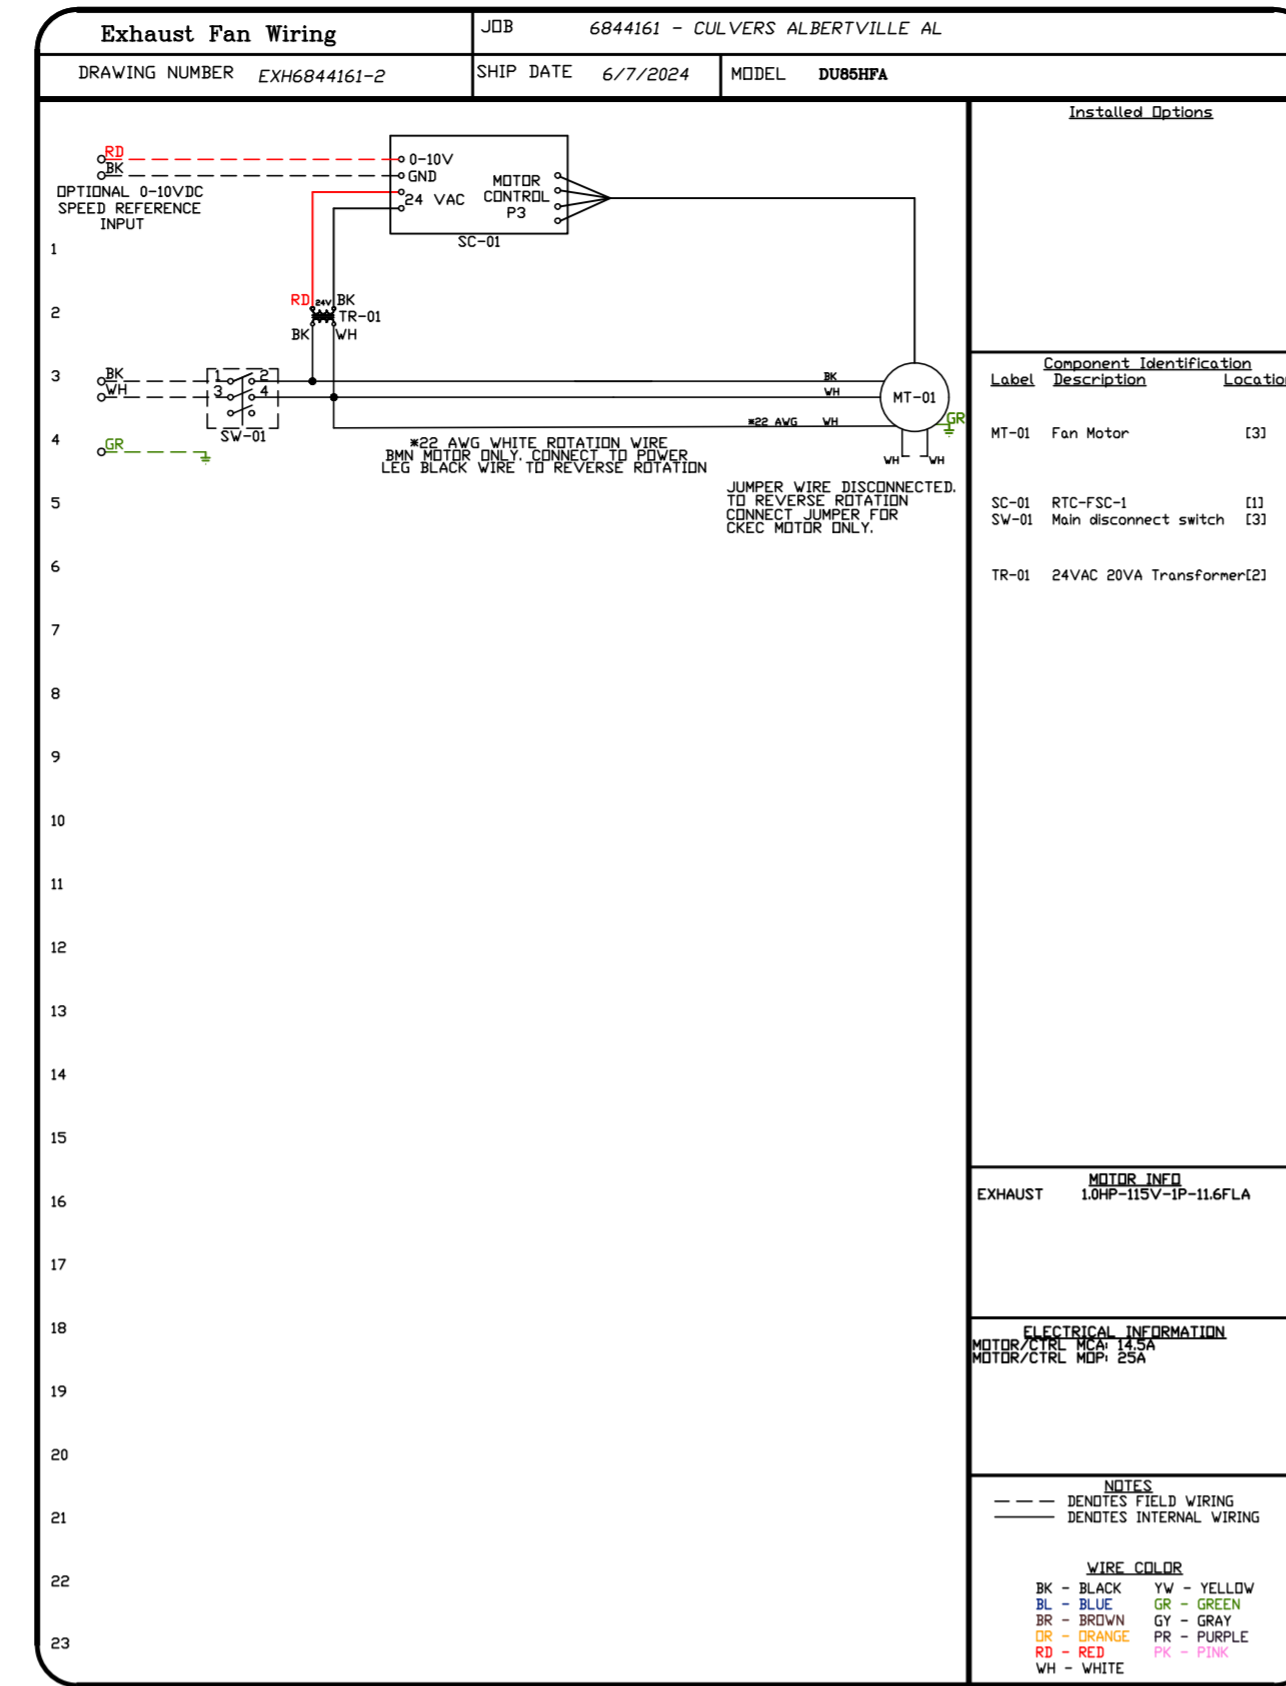 Exhaust Fan Wiring
JOB 6844161 - CULVERS ALBERTVILLE AL
DRAWING NUMBER EXH6844161-2
SHIP DATE 6/7/2024
MODEL DU85HFA
RD
BK
OPTIONAL 0-10VDC
SPEED REFERENCE
INPUT
0-10V
GND
24 VAC
MOTOR
CONTROL
P3
SC-01
RD 24V BK
TR-01
BK WH
BK
WH
1 2
3 4
SW-01
GR
BK
WH
MT-01
*22 AWG WH
GR
WH WH
*22 AWG WHITE ROTATION WIRE
BMN MOTOR ONLY. CONNECT TO POWER
LEG BLACK WIRE TO REVERSE ROTATION
JUMPER WIRE DISCONNECTED.
TO REVERSE ROTATION
CONNECT JUMPER FOR
CKEC MOTOR ONLY.
1
2
3
4
5
6
7
8
9
10
11
12
13
14
15
16
17
18
19
20
21
22
23
Installed Options
Component Identification
Label Description Location
MT-01 Fan Motor [3]
SC-01 RTC-FSC-1 [1]
SW-01 Main disconnect switch [3]
TR-01 24VAC 20VA Transformer[2]
MOTOR INFO
EXHAUST 1.0HP-115V-1P-11.6FLA
ELECTRICAL INFORMATION
MOTOR/CTRL MCA: 14.5A
MOTOR/CTRL MOP: 25A
NOTES
DENOTES FIELD WIRING
DENOTES INTERNAL WIRING
WIRE COLOR
BK - BLACK YW - YELLOW
BL - BLUE GR - GREEN
BR - BROWN GY - GRAY
OR - ORANGE PR - PURPLE
RD - RED PK - PINK
WH - WHITE